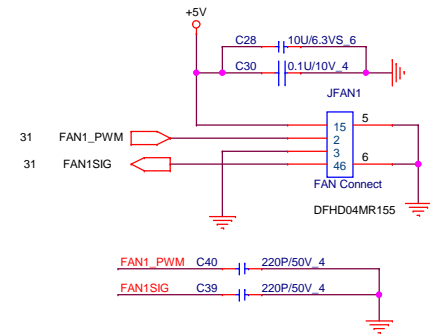 +5V
C28 10U/6.3VS_6
C30 0.1U/10V_4
JFAN1
31 FAN1_PWM
31 FAN1SIG
15
2
3
46
5
6
FAN Connect
DFHD04MR155
FAN1_PWM C40 220P/50V_4
FAN1SIG C39 220P/50V_4